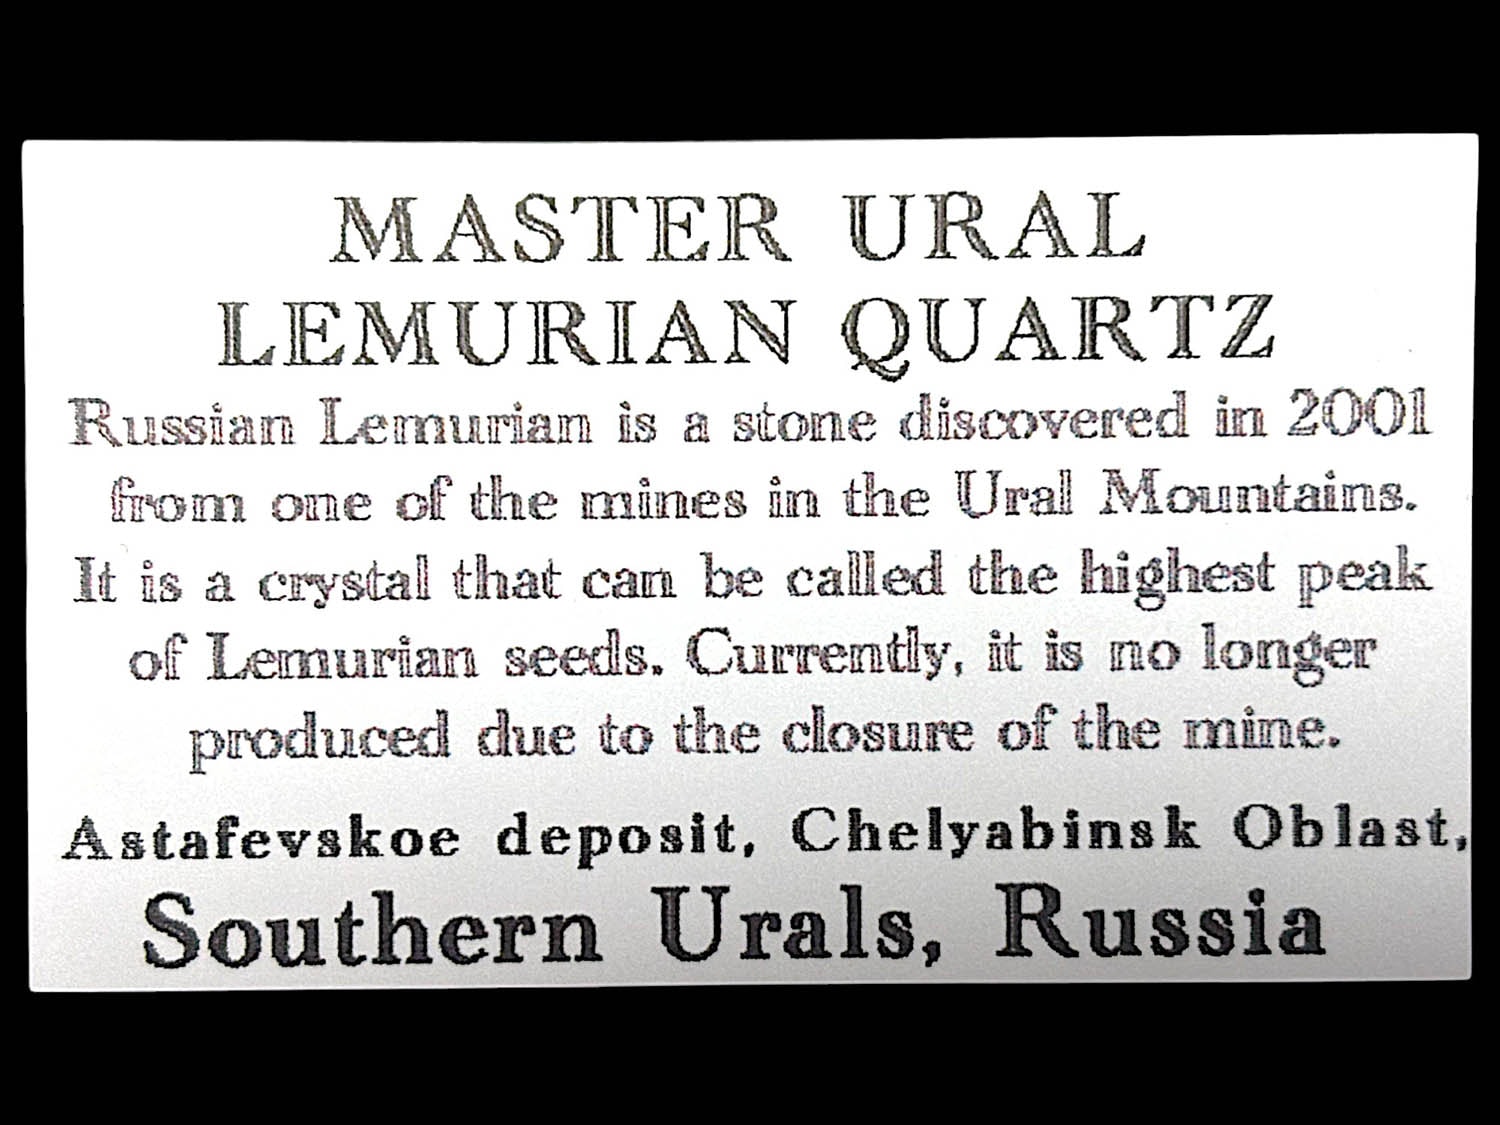 MASTER URAL
LEMURIAN QUARTZ
Russian Lemurian is a stone discovered in 2001
from one of the mines in the Ural Mountains.
It is a crystal that can be called the highest peak
of Lemurian seeds. Currently, it is no longer
produced due to the closure of the mine.
Astafevskoe deposit, Chelyabinsk Oblast,
Southern Urals, Russia